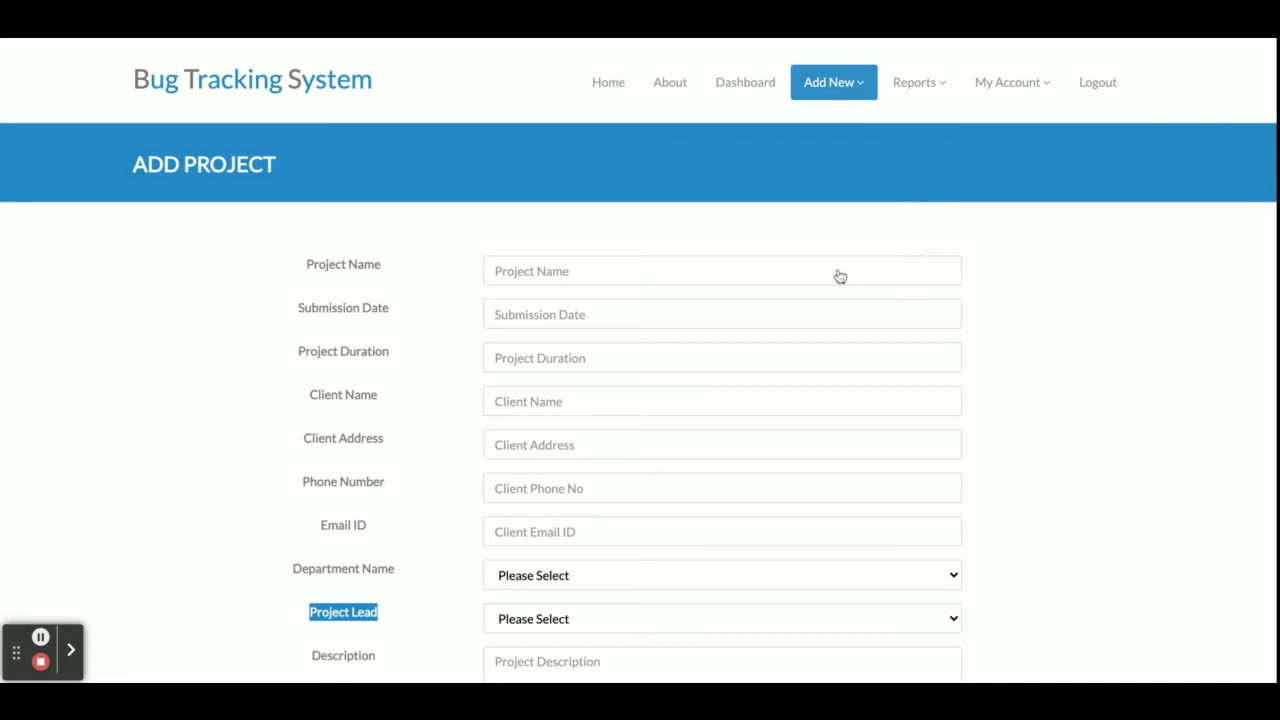 Bug Tracking System
Home About Dashboard Add New Reports My Account Logout
ADD PROJECT
Project Name Project Name
Submission Date Submission Date
Project Duration Project Duration
Client Name Client Name
Client Address Client Address
Phone Number Client Phone No
Email ID Client Email ID
Department Name Please Select
Project Lead Please Select
Description Project Description